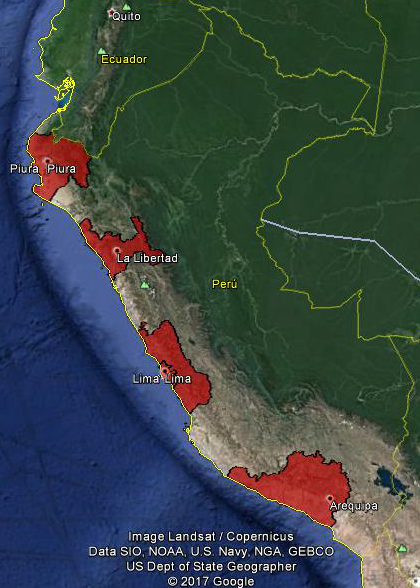 Quito
Ecuador
Piura Piura
La Libertad
Perú
Lima Lima
Arequipa
Image Landsat / Copernicus
Data SIO, NOAA, U.S. Navy, NGA, GEBCO
US Dept of State Geographer
© 2017 Google